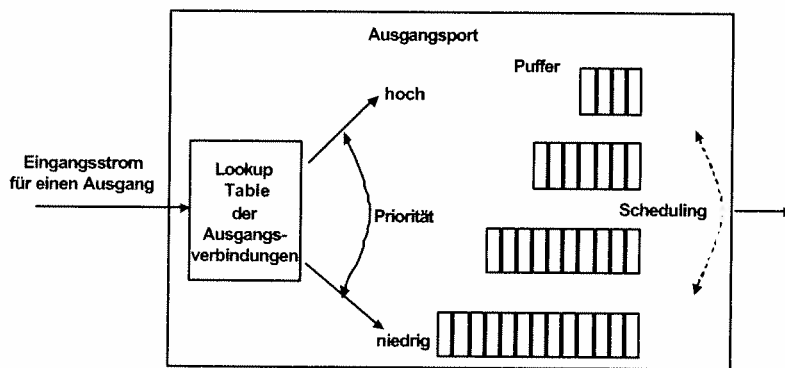 Ausgangsport
Puffer
hoch
Eingangsstrom
für einen Ausgang
Lookup
Table
der
Ausgangs-
verbindungen
Priorität
Scheduling
niedrig